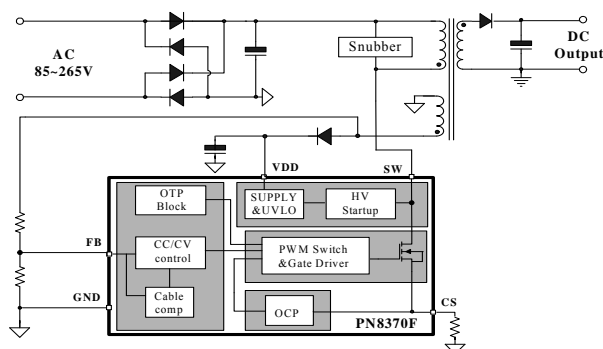 AC
85~265V
Snubber
DC
Output
VDD
SW
OTP
Block
SUPPLY
&UVLO
HV
Startup
FB
CC/CV
control
PWM Switch
&Gate Driver
Cable
comp
GND
OCP
CS
PN8370F